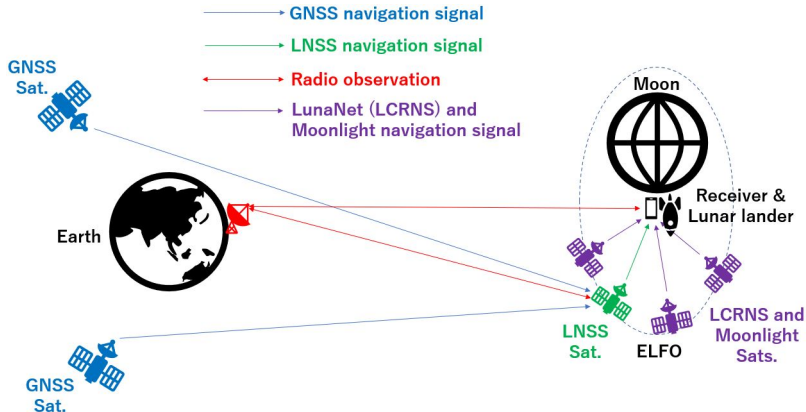 GNSS navigation signal
LNSS navigation signal
Radio observation
LunaNet (LCRNS) and
Moonlight navigation signal
GNSS
Sat.
Moon
Earth
Receiver &
Lunar lander
LNSS
Sat.
ELFO
LCRNS and
Moonlight
Sats.
GNSS
Sat.